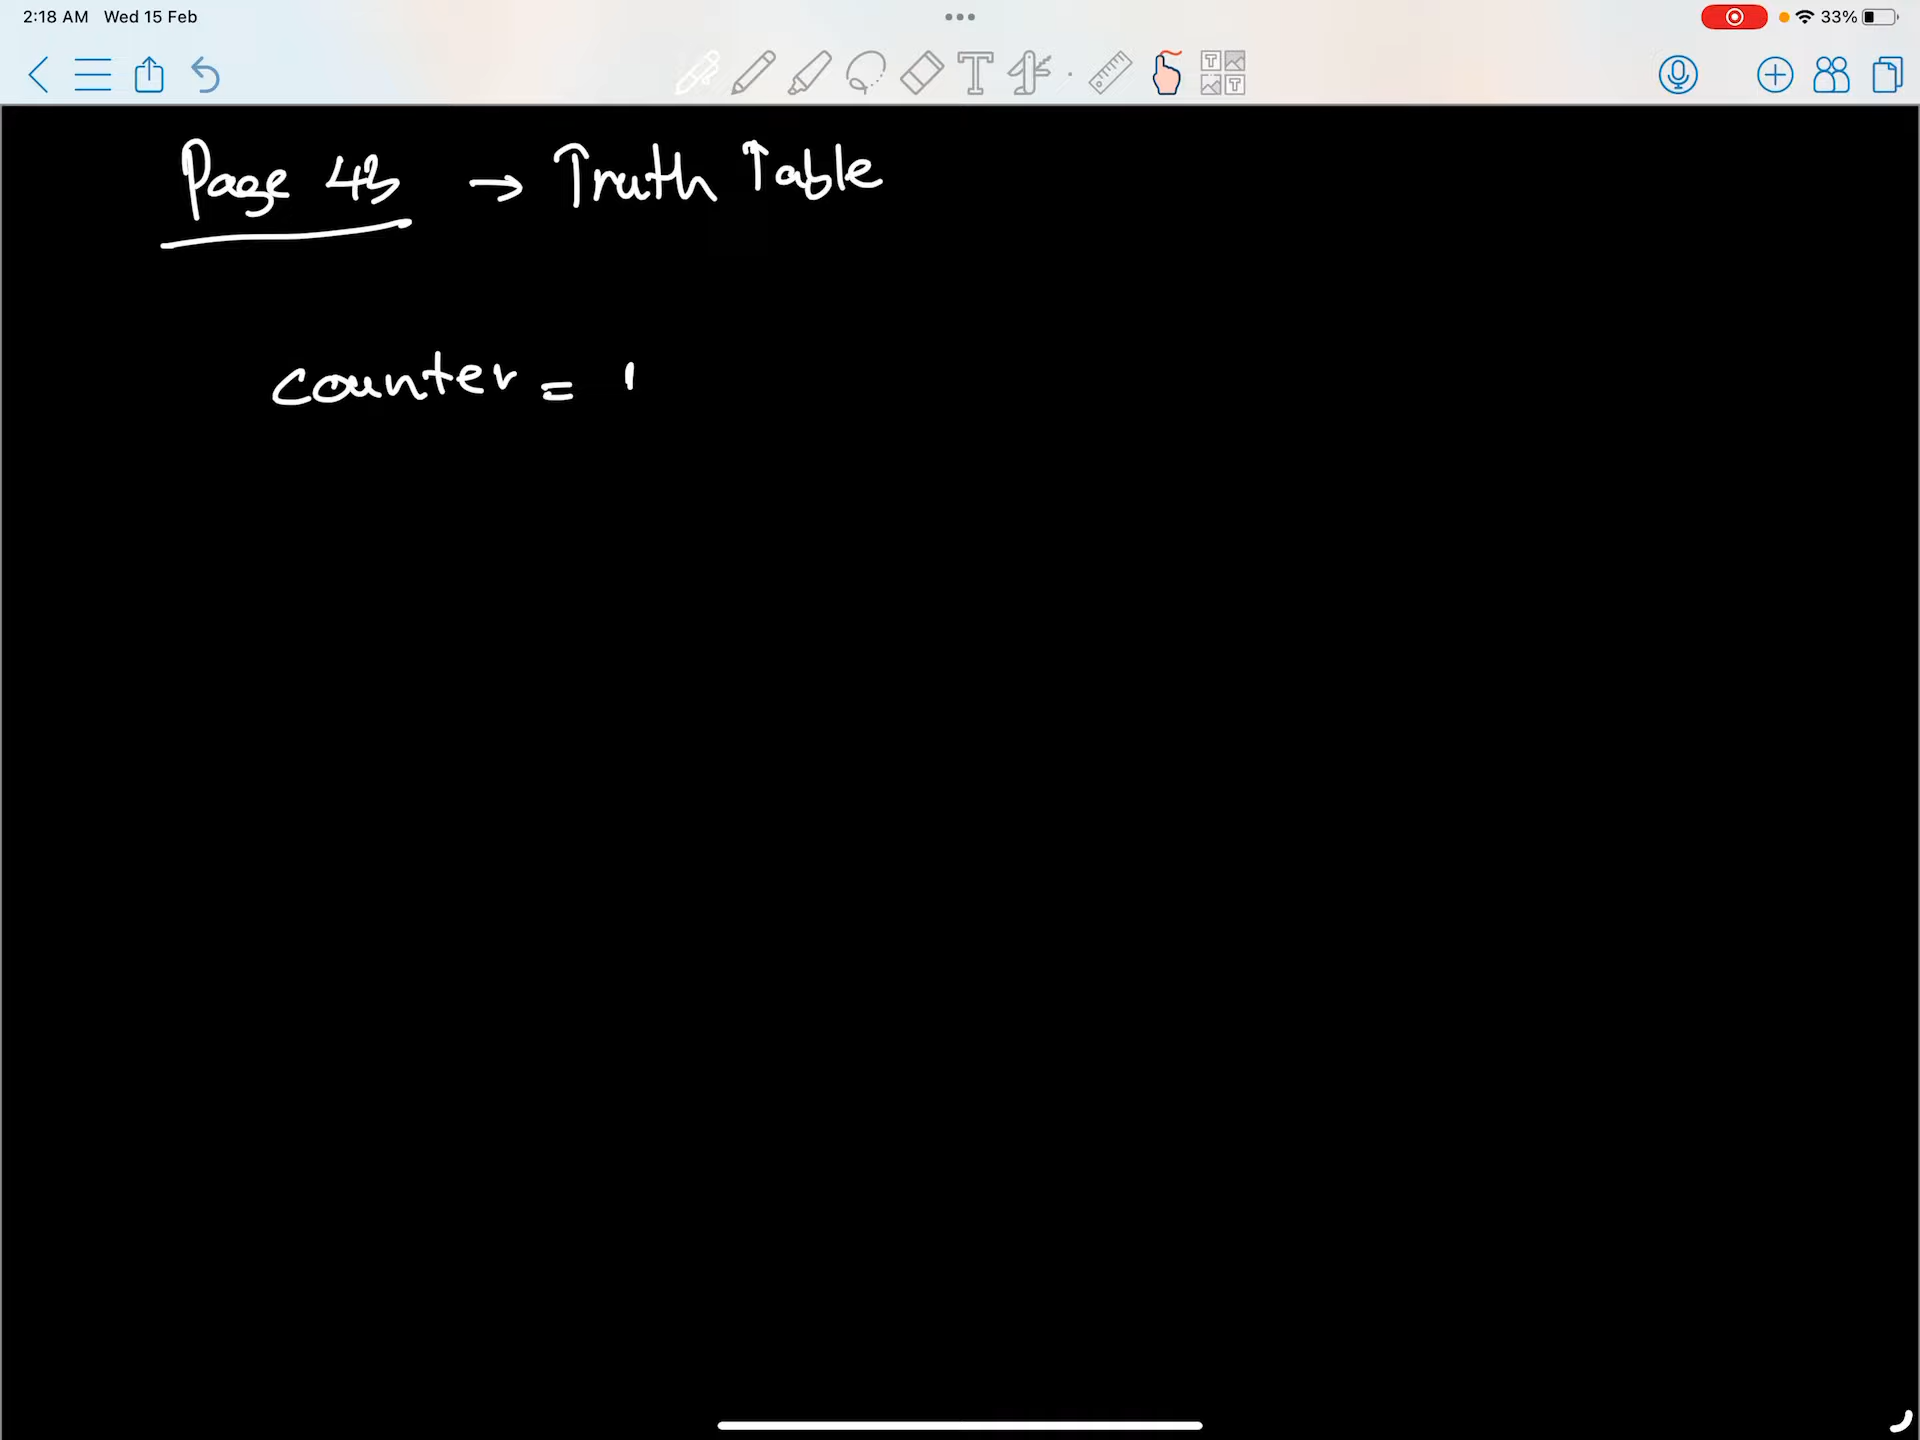 2:18 AM Wed 15 Feb
33%
Page 43 → Truth Table
counter = 1